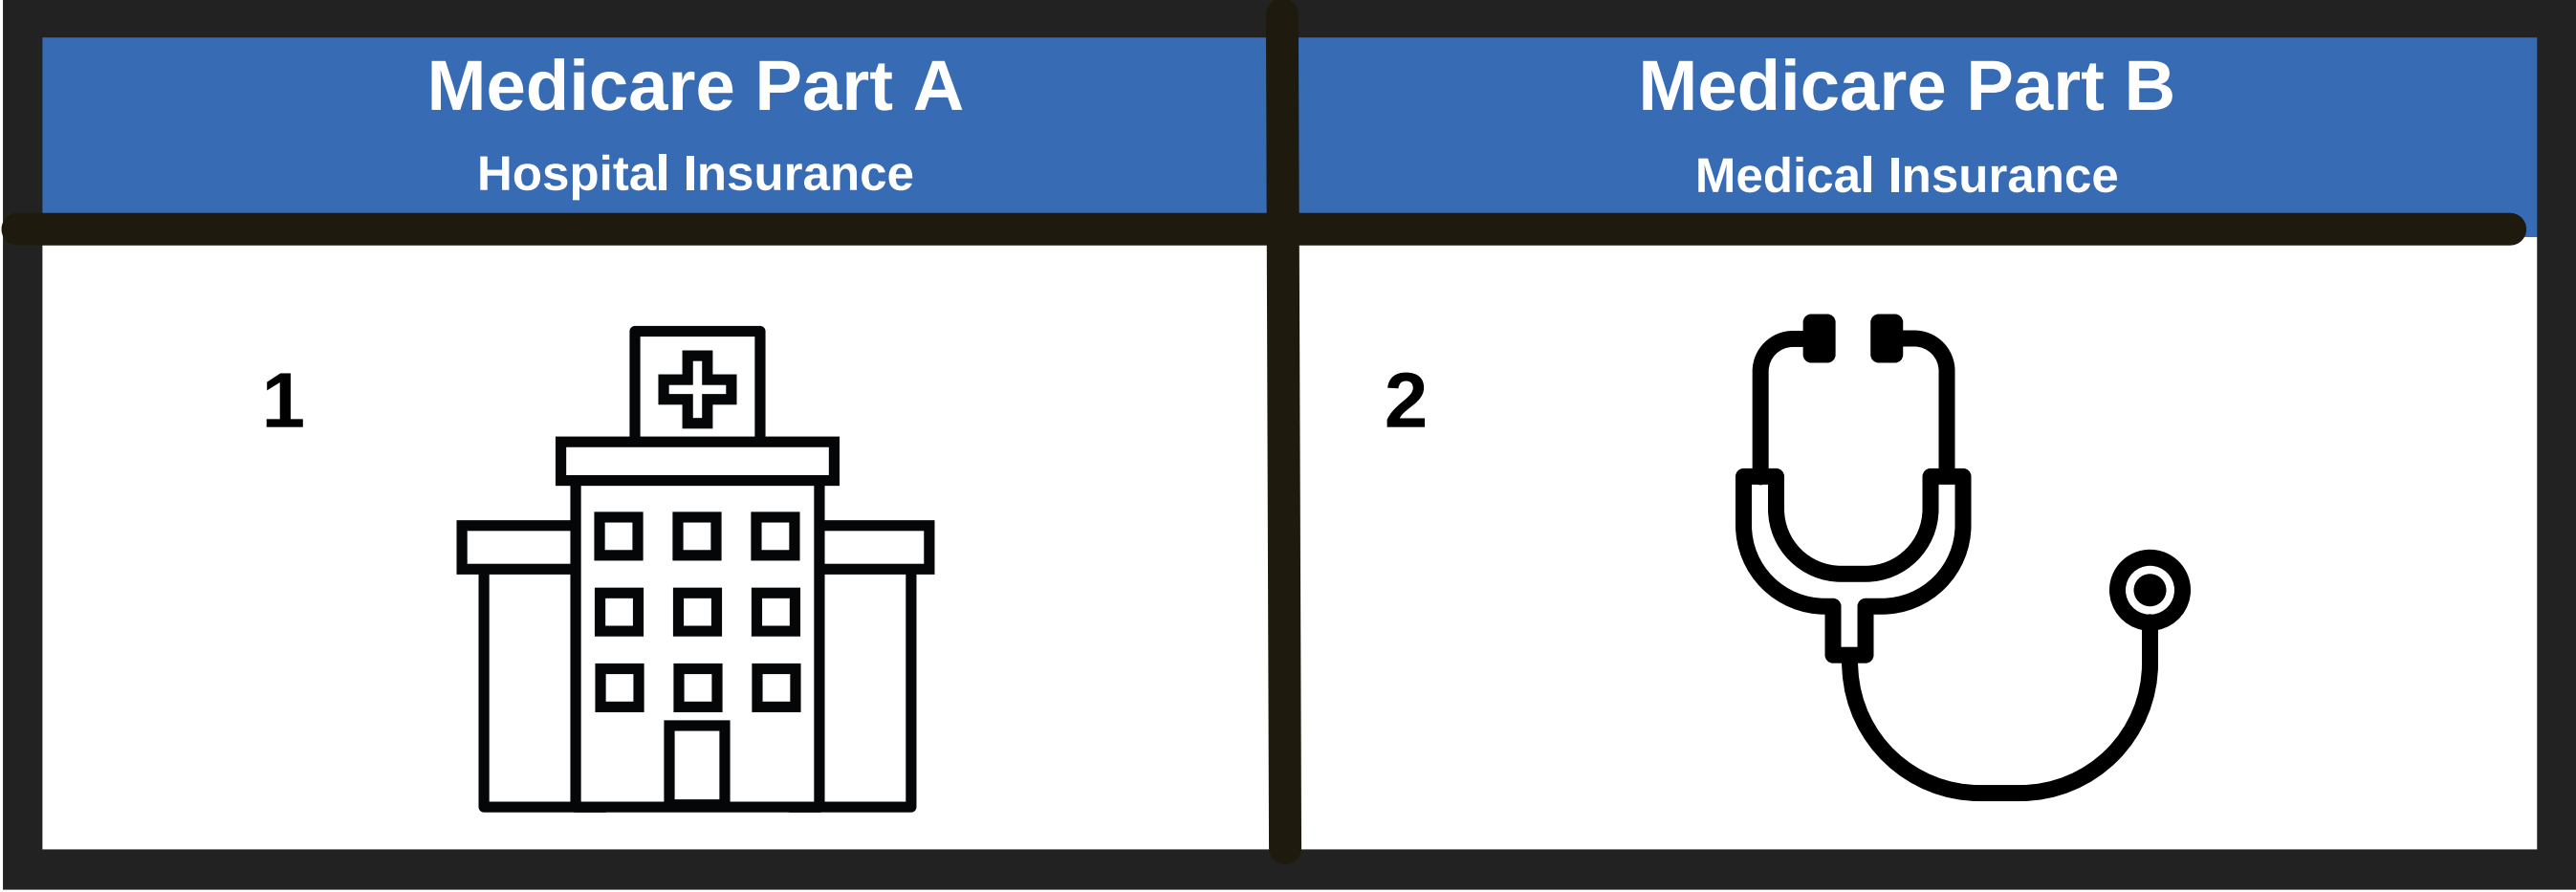 Medicare Part A
Hospital Insurance
Medicare Part B
Medical Insurance
1
2